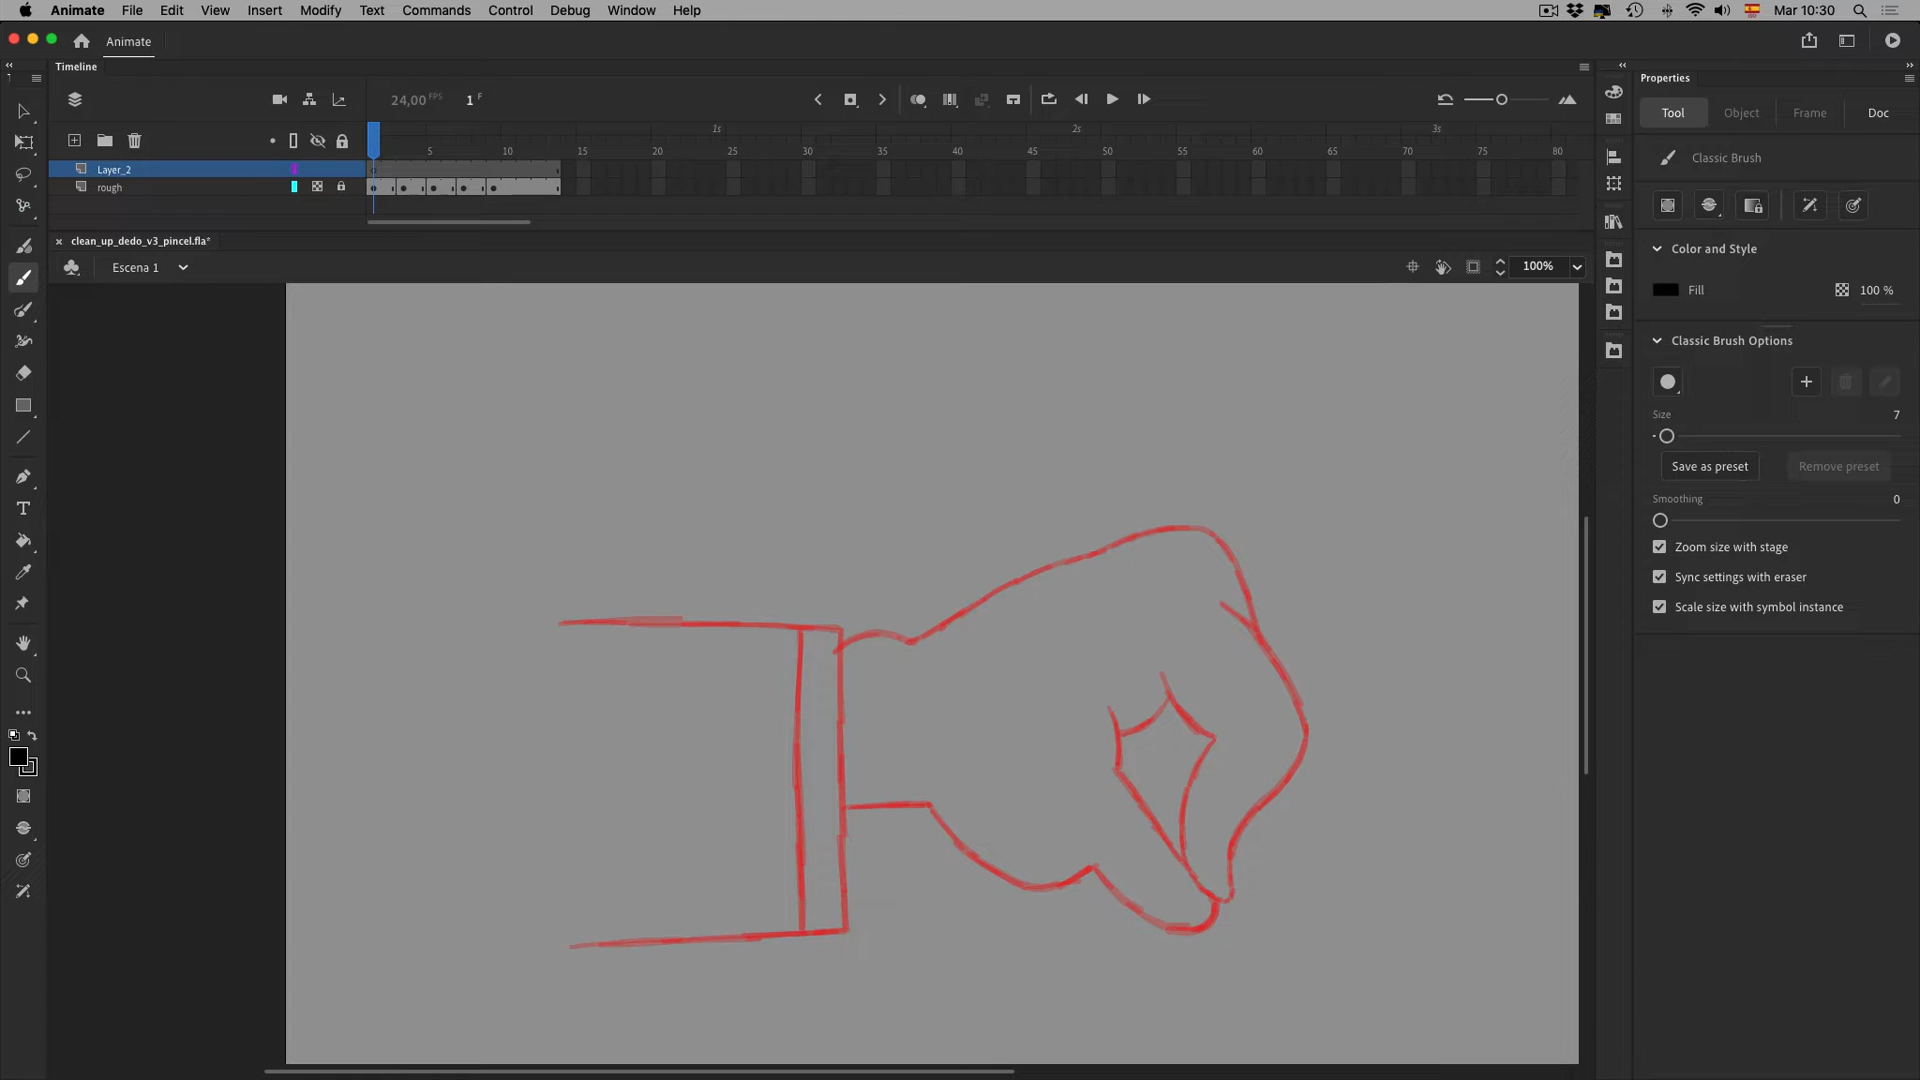 Animate File Edit View Insert Modify Text Commands Control Debug Window Help Mar 10:30
Animate
Timeline
Properties
24,00 FPS 1 F
Tool Object Frame Doc
1s 2s 3s
5 10 15 20 25 30 35 40 45 50 55 60 65 70 75 80
Layer_2
rough
Classic Brush
clean_up_dedo_v3_pincel.fla*
Escena 1
100%
Color and Style
Fill
100 %
Classic Brush Options
Size
7
Save as preset
Remove preset
Smoothing
0
Zoom size with stage
Sync settings with eraser
Scale size with symbol instance